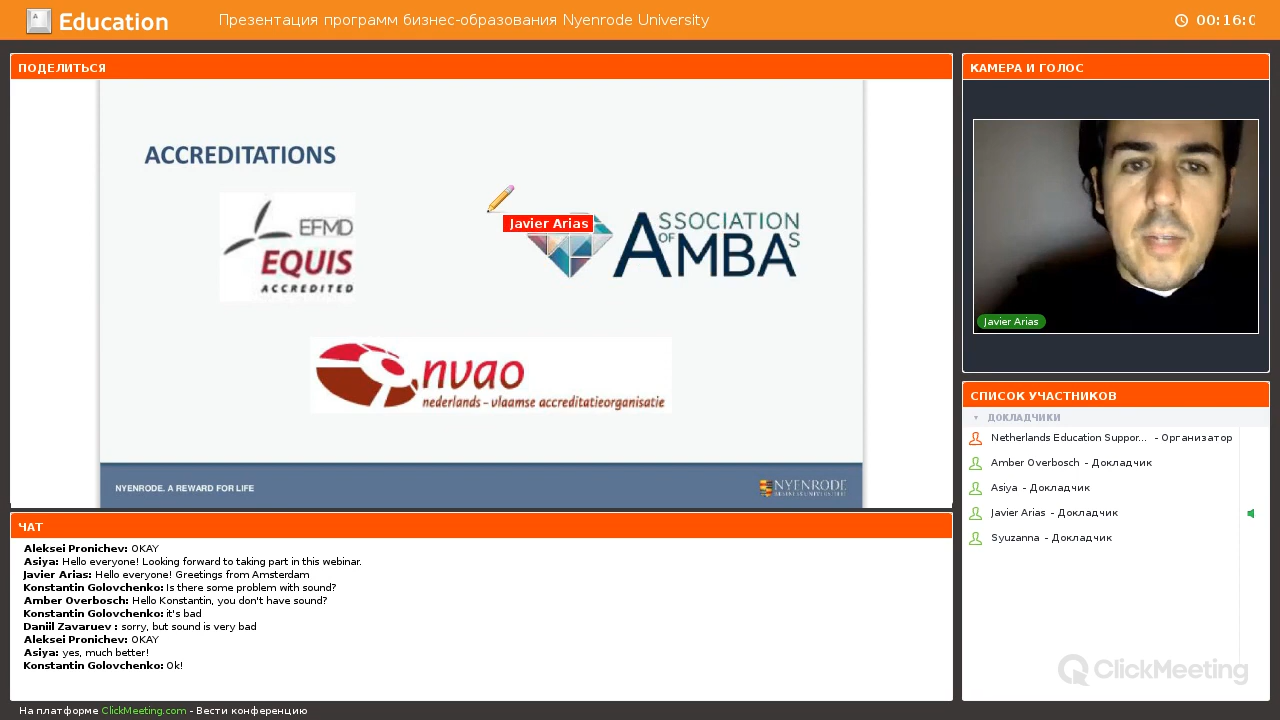 Education
Презентация программ бизнес-образования Nyenrode University
00:16:0
ПОДЕЛИТЬСЯ
ACCREDITATIONS
EFMD
EQUIS
ACCREDITED
Javier Arias
ASSOCIATION
OF AMBAs
nvao
nederlands - vlaamse accreditatieorganisatie
NYENRODE. A REWARD FOR LIFE
NYENRODE
КАМЕРА И ГОЛОС
Javier Arias
СПИСОК УЧАСТНИКОВ
ДОКЛАДЧИКИ
Netherlands Education Suppor... - Организатор
Amber Overbosch - Докладчик
Asiya - Докладчик
Javier Arias - Докладчик
Syuzanna - Докладчик
ClickMeeting
ЧАТ
Aleksei Pronichev: OKAY
Asiya: Hello everyone! Looking forward to taking part in this webinar.
Javier Arias: Hello everyone! Greetings from Amsterdam
Konstantin Golovchenko: Is there some problem with sound?
Amber Overbosch: Hello Konstantin, you don't have sound?
Konstantin Golovchenko: it's bad
Daniil Zavaruev : sorry, but sound is very bad
Aleksei Pronichev: OKAY
Asiya: yes, much better!
Konstantin Golovchenko: Ok!
На платформе ClickMeeting.com - Вести конференцию